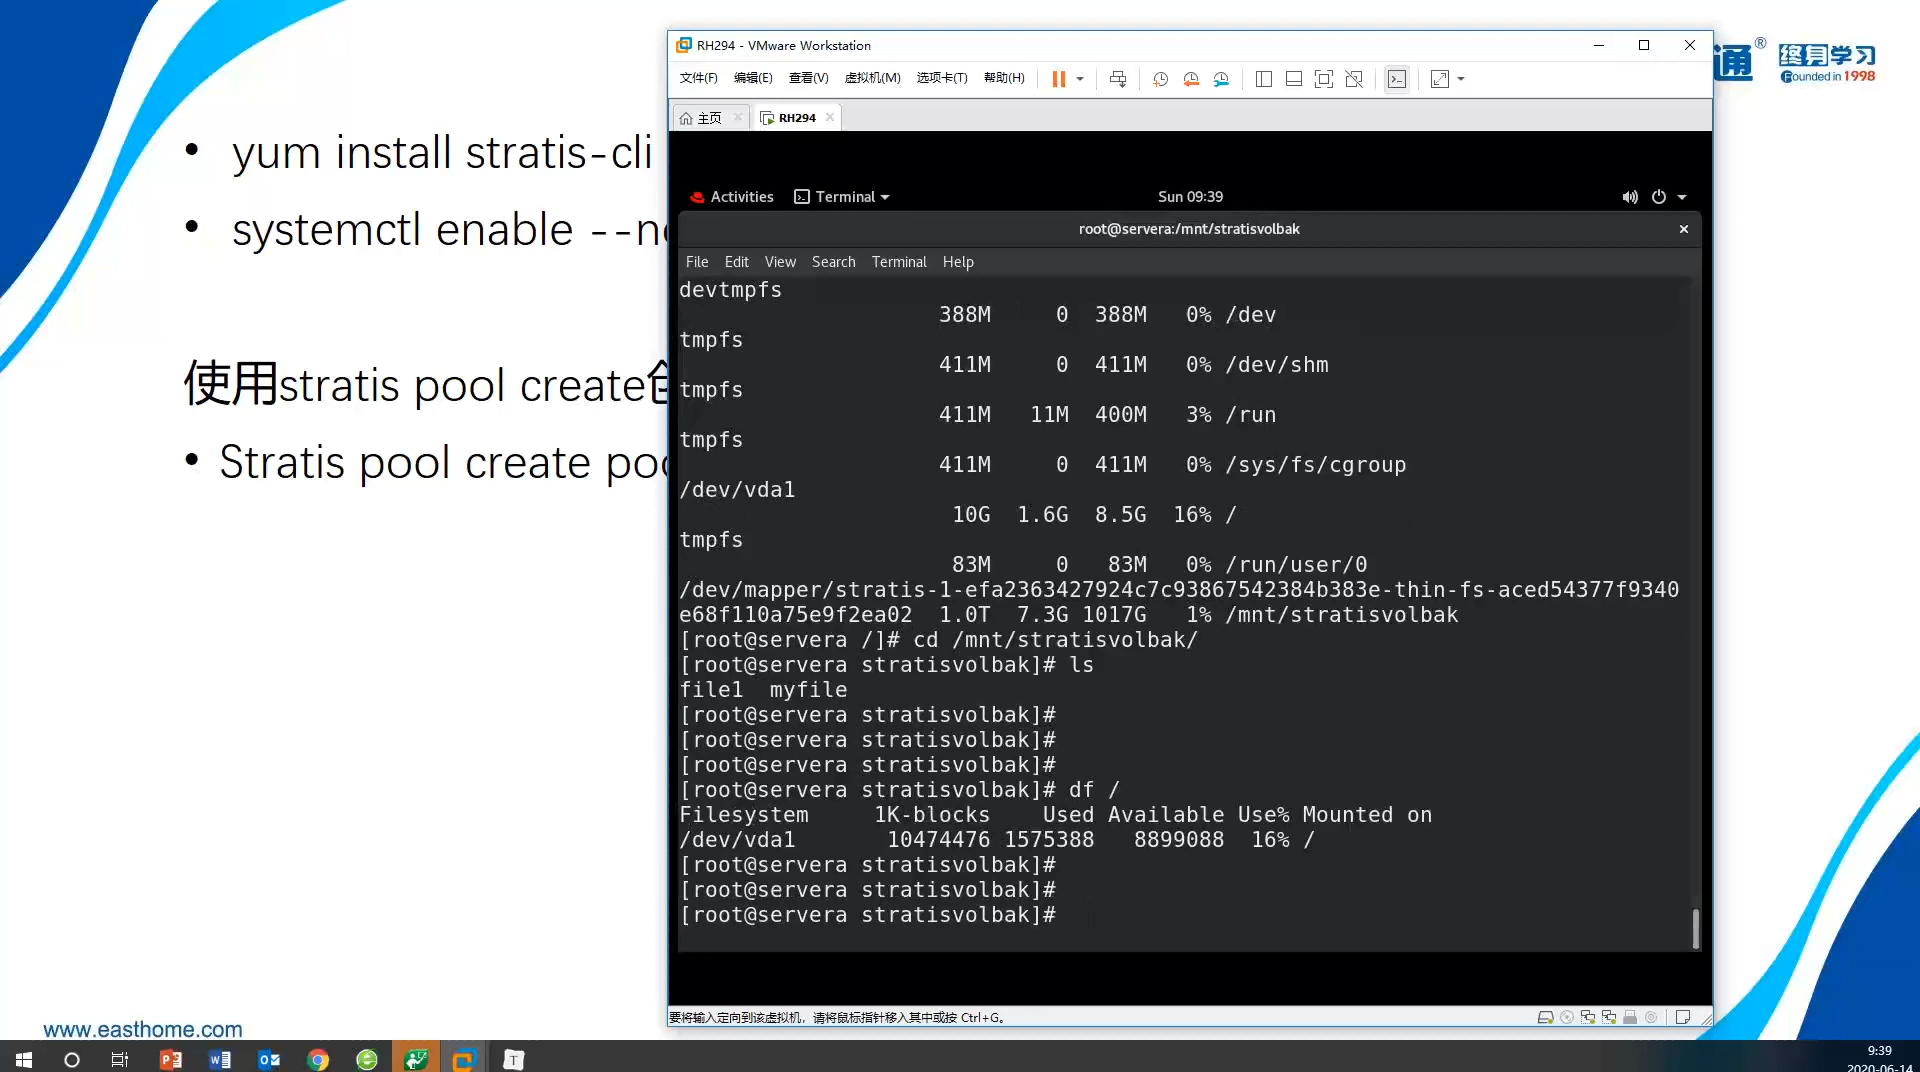 通®
终身学习
Founded in 1998
yum install stratis-cli
systemctl enable --no
使用stratis pool create
Stratis pool create poo
www.easthome.com
RH294 - VMware Workstation
文件(F) 编辑(E) 查看(V) 虚拟机(M) 选项卡(T) 帮助(H)
主页 RH294
Activities Terminal Sun 09:39
root@servera:/mnt/stratisvolbak
File Edit View Search Terminal Help
devtmpfs
388M 0 388M 0% /dev
tmpfs
411M 0 411M 0% /dev/shm
tmpfs
411M 11M 400M 3% /run
tmpfs
411M 0 411M 0% /sys/fs/cgroup
/dev/vda1
10G 1.6G 8.5G 16% /
tmpfs
83M 0 83M 0% /run/user/0
/dev/mapper/stratis-1-efa2363427924c7c93867542384b383e-thin-fs-aced54377f9340
e68f110a75e9f2ea02 1.0T 7.3G 1017G 1% /mnt/stratisvolbak
[root@servera /]# cd /mnt/stratisvolbak/
[root@servera stratisvolbak]# ls
file1 myfile
[root@servera stratisvolbak]#
[root@servera stratisvolbak]#
[root@servera stratisvolbak]#
[root@servera stratisvolbak]# df /
Filesystem 1K-blocks Used Available Use% Mounted on
/dev/vda1 10474476 1575388 8899088 16% /
[root@servera stratisvolbak]#
[root@servera stratisvolbak]#
[root@servera stratisvolbak]#
要将输入定向到该虚拟机，请将鼠标指针移入其中或按 Ctrl+G。
9:39
2020-06-14